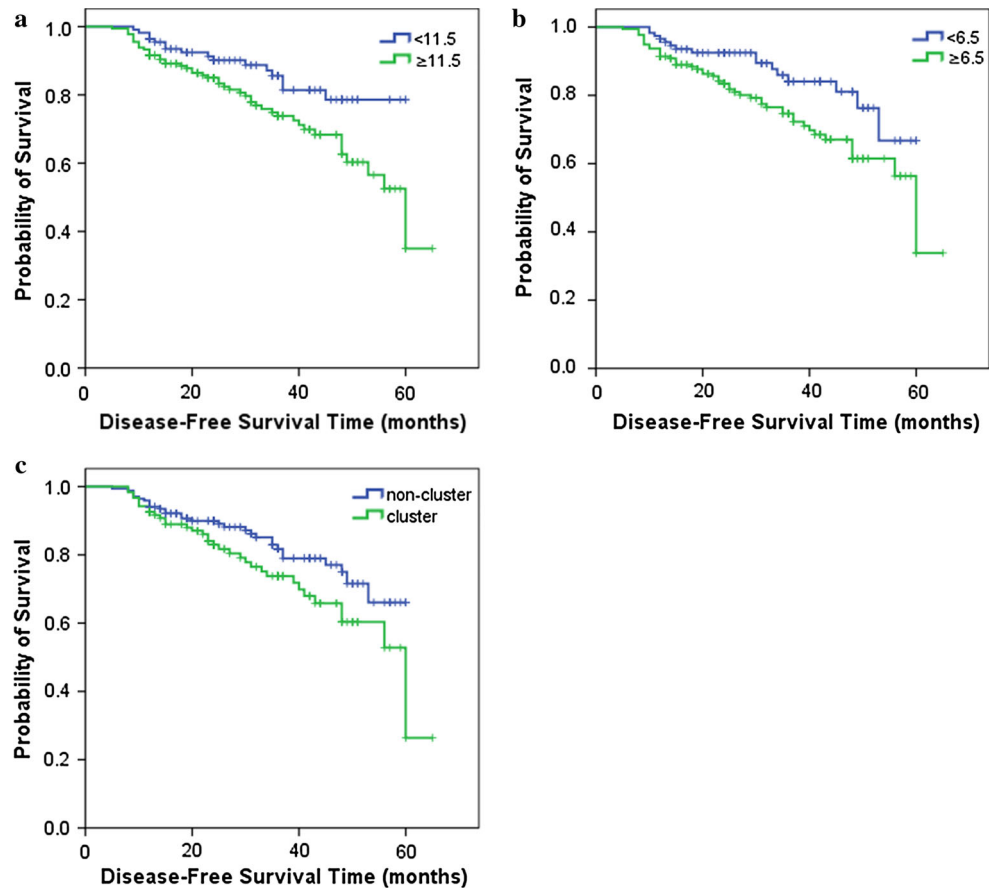 a
<11.5
≥11.5
Probability of Survival
1.0
0.8
0.6
0.4
0.2
0.0
0 20 40 60
Disease-Free Survival Time (months)
b
<6.5
≥6.5
Probability of Survival
1.0
0.8
0.6
0.4
0.2
0.0
0 20 40 60
Disease-Free Survival Time (months)
c
non-cluster
cluster
Probability of Survival
1.0
0.8
0.6
0.4
0.2
0.0
0 20 40 60
Disease-Free Survival Time (months)